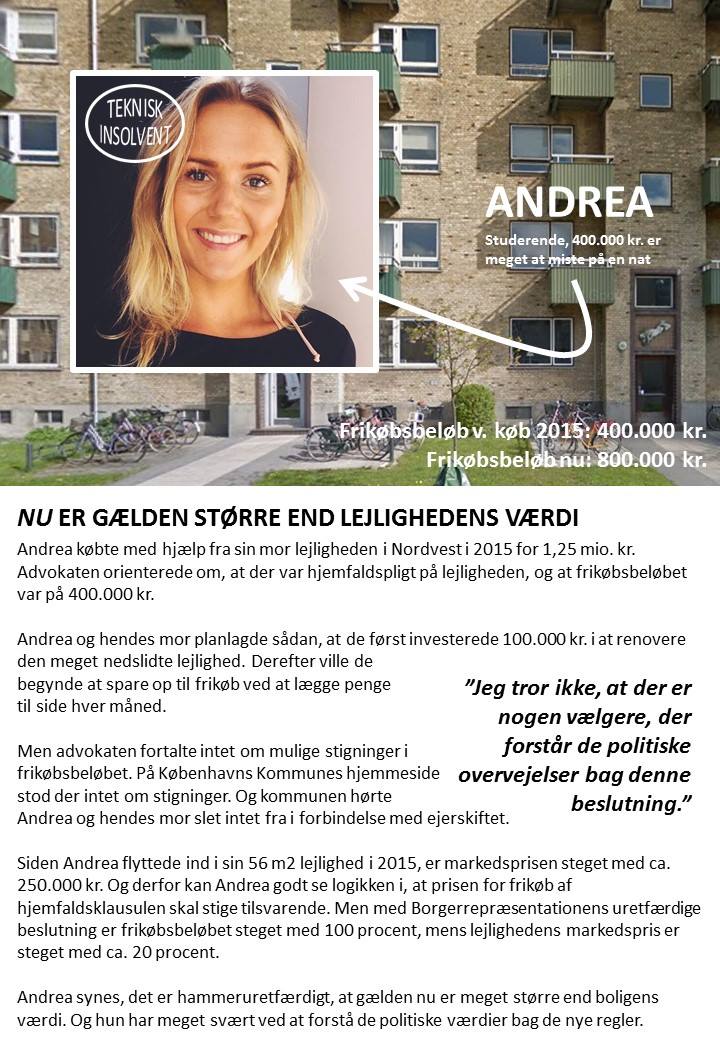 TEKNISK
INSOLVENT
ANDREA
Studerende, 400.000 kr. er
meget at miste på en nat
Frikøbsbeløb v. køb 2015: 400.000 kr.
Frikøbsbeløb nu: 800.000 kr.
NU ER GÆLDEN STØRRE END LEJLIGHEDENS VÆRDI
Andrea købte med hjælp fra sin mor lejligheden i Nordvest i 2015 for 1,25 mio. kr.
Advokaten orienterede om, at der var hjemfaldspligt på lejligheden, og at frikøbsbeløbet
var på 400.000 kr.
Andrea og hendes mor planlagde sådan, at de først investerede 100.000 kr. i at renovere
den meget nedslidte lejlighed. Derefter ville de
begynde at spare op til frikøb ved at lægge penge
til side hver måned.
Men advokaten fortalte intet om mulige stigninger i
frikøbsbeløbet. På Københavns Kommunes hjemmeside
stod der intet om stigninger. Og kommunen hørte
Andrea og hendes mor slet intet fra i forbindelse med ejerskiftet.
"Jeg tror ikke, at der er
nogen vælgere, der
forstår de politiske
overvejelser bag denne
beslutning."
Siden Andrea flyttede ind i sin 56 m2 lejlighed i 2015, er markedsprisen steget med ca.
250.000 kr. Og derfor kan Andrea godt se logikken i, at prisen for frikøb af
hjemfaldsklausulen skal stige tilsvarende. Men med Borgerrepræsentationens uretfærdige
beslutning er frikøbsbeløbet steget med 100 procent, mens lejlighedens markedspris er
steget med ca. 20 procent.
Andrea synes, det er hammeruretfærdigt, at gælden nu er meget større end boligens
værdi. Og hun har meget svært ved at forstå de politiske værdier bag de nye regler.